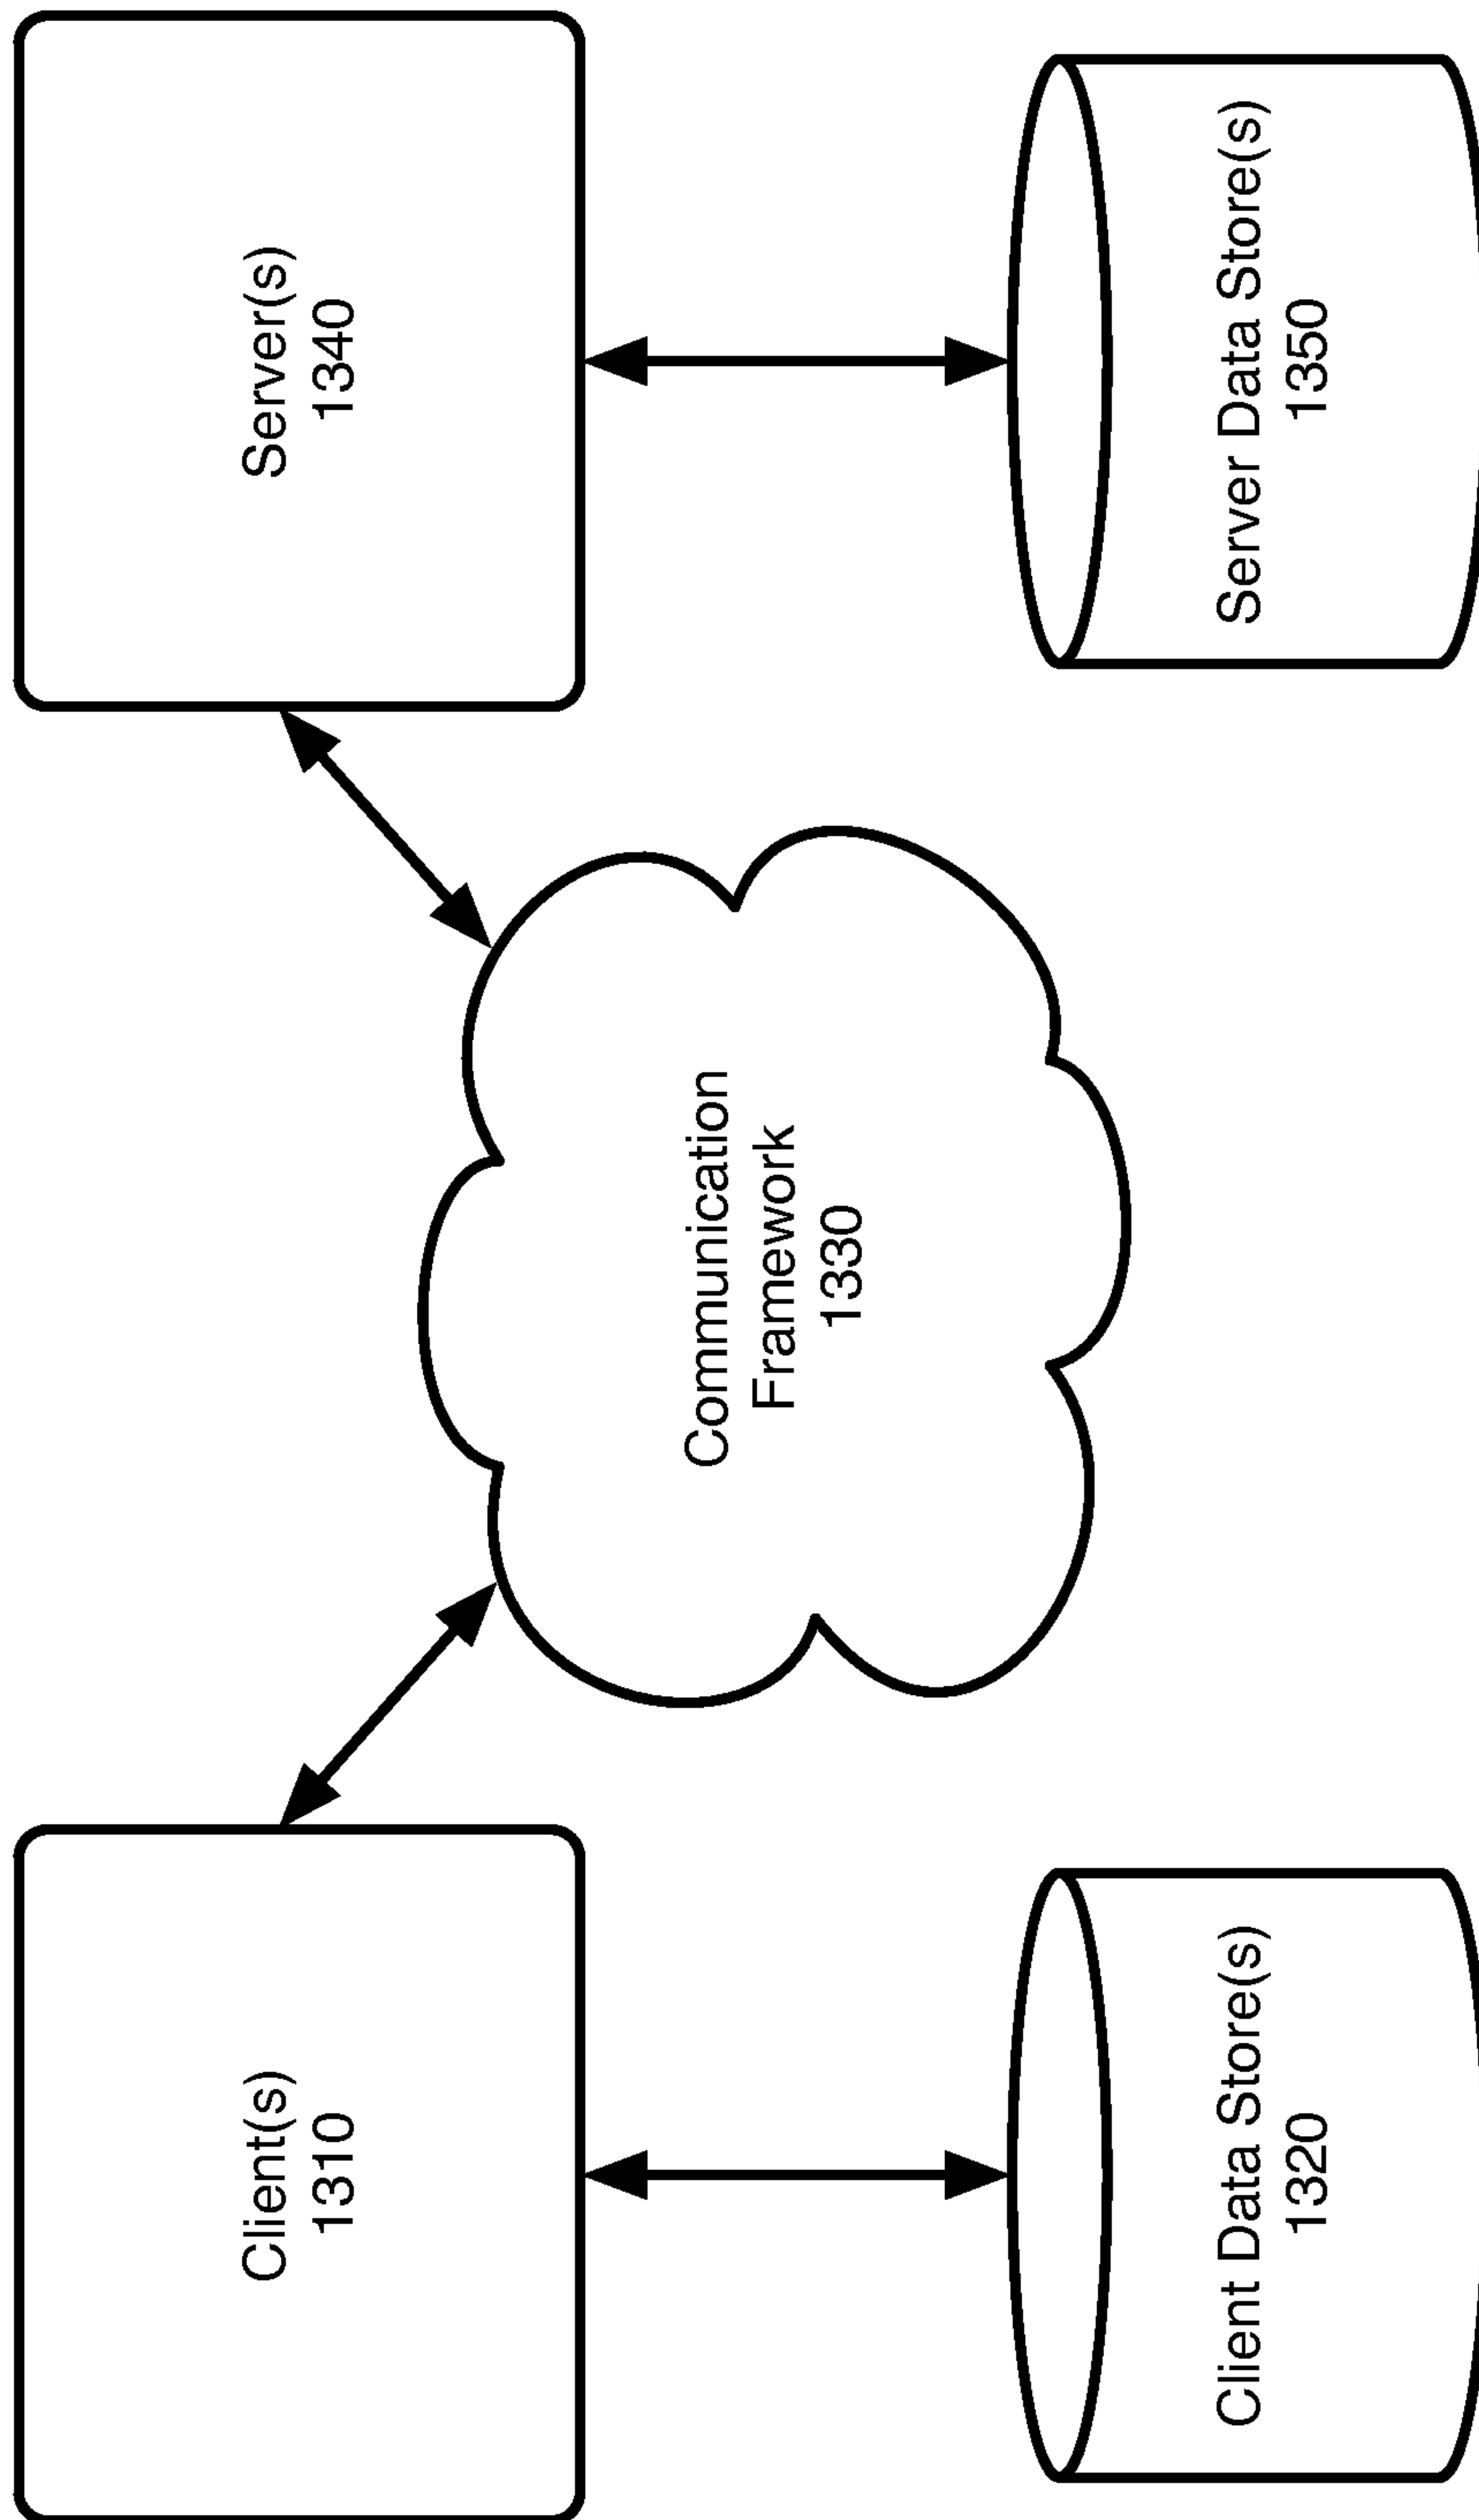 Client(s)
1310
Server(s)
1340
Communication
Framework
1330
Client Data Store(s)
1320
Server Data Store(s)
1350